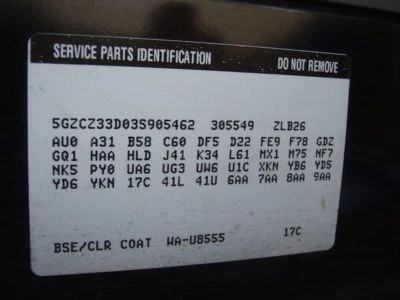 SERVICE PARTS IDENTIFICATION DO NOT REMOVE
5GZCZ33D03S905462 305549 ZLB26
AU0 A31 B58 C60 DF5 D22 FE9 F78 GDZ
GQ1 HAA HLD J41 K34 L61 MX1 M75 NF7
NK5 PY0 UA6 UG3 UW6 U1C XKN YB6 YD5
YD6 YKN 17C 41L 41U 6AA 7AA 8AA 9AA
BSE/CLR COAT WA-U8555 17C